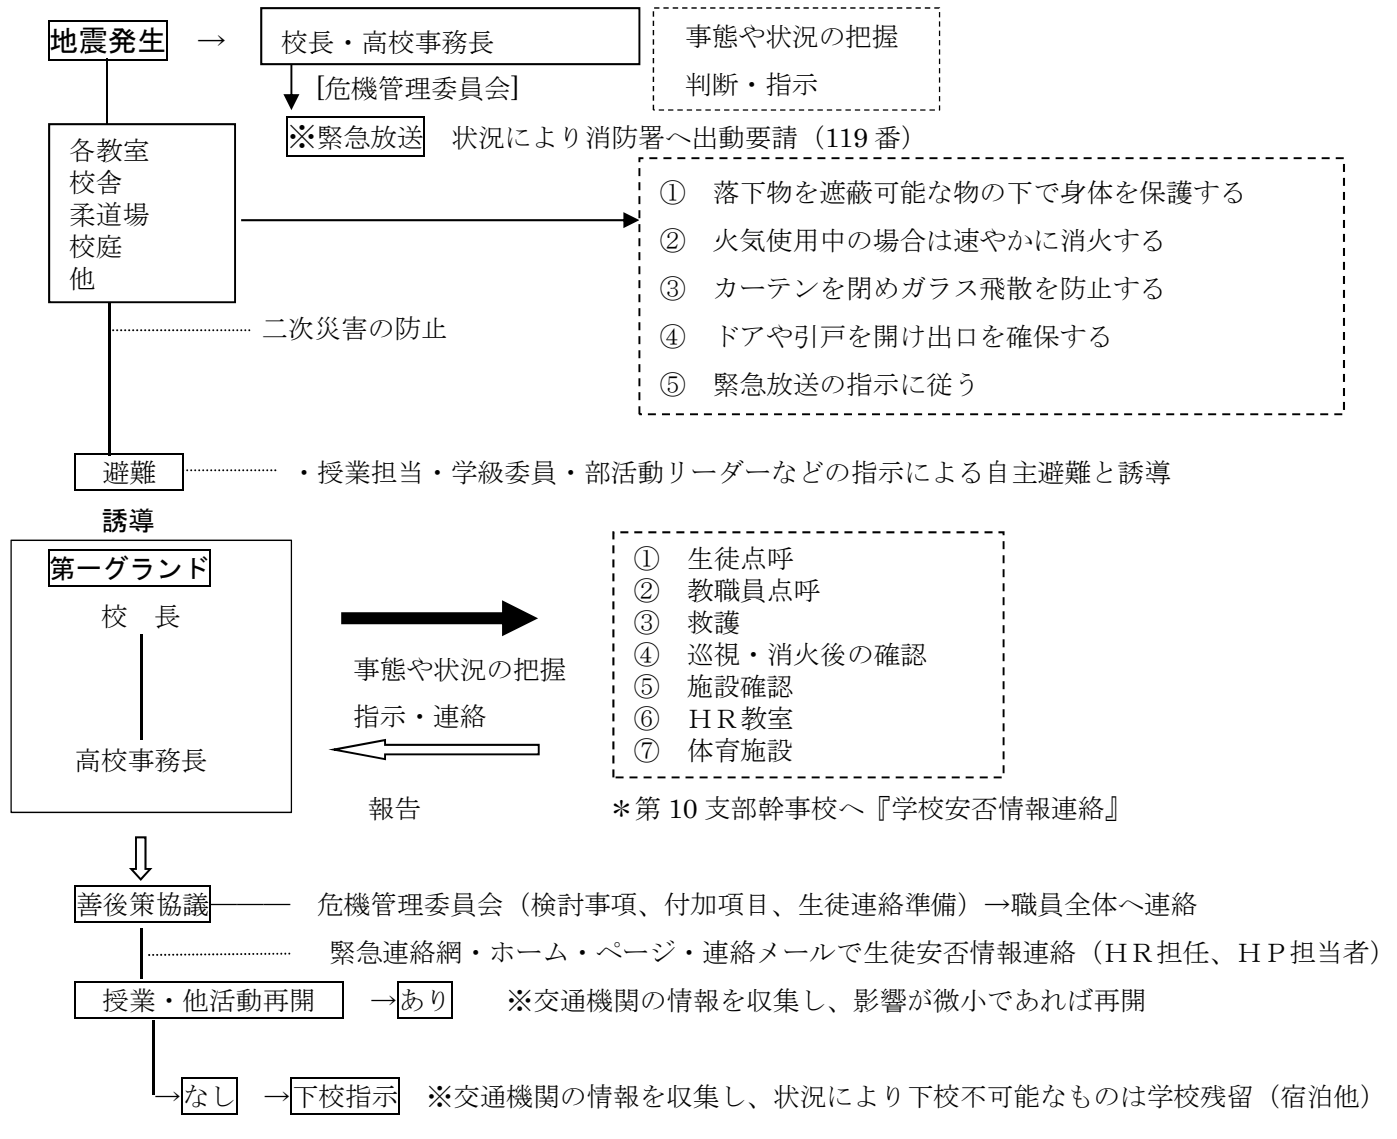 地震発生 → 校長・高校事務長
事態や状況の把握
判断・指示
[危機管理委員会]
※緊急放送 状況により消防署へ出動要請（119 番）
各教室
校舎
柔道場
校庭
他
① 落下物を遮蔽可能な物の下で身体を保護する
② 火気使用中の場合は速やかに消火する
③ カーテンを閉めガラス飛散を防止する
④ ドアや引戸を開け出口を確保する
⑤ 緊急放送の指示に従う
二次災害の防止
避難 ・授業担当・学級委員・部活動リーダーなどの指示による自主避難と誘導
誘導
第一グランド
校　長
高校事務長
事態や状況の把握
指示・連絡
報告
① 生徒点呼
② 教職員点呼
③ 救護
④ 巡視・消火後の確認
⑤ 施設確認
⑥ ＨＲ教室
⑦ 体育施設
＊第 10 支部幹事校へ『学校安否情報連絡』
善後策協議――― 危機管理委員会（検討事項、付加項目、生徒連絡準備）→職員全体へ連絡
緊急連絡網・ホーム・ページ・連絡メールで生徒安否情報連絡（ＨＲ担任、ＨＰ担当者）
授業・他活動再開 →あり ※交通機関の情報を収集し、影響が微小であれば再開
→なし →下校指示 ※交通機関の情報を収集し、状況により下校不可能なものは学校残留（宿泊他）